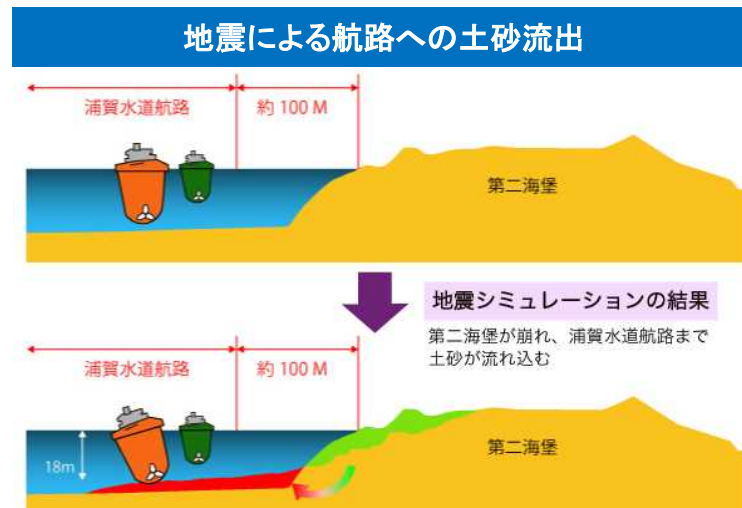 地震による航路への土砂流出
浦賀水道航路
約 100 M
第二海堡
地震シミュレーションの結果
第二海堡が崩れ、浦賀水道航路まで
土砂が流れ込む
浦賀水道航路
約 100 M
18m
第二海堡